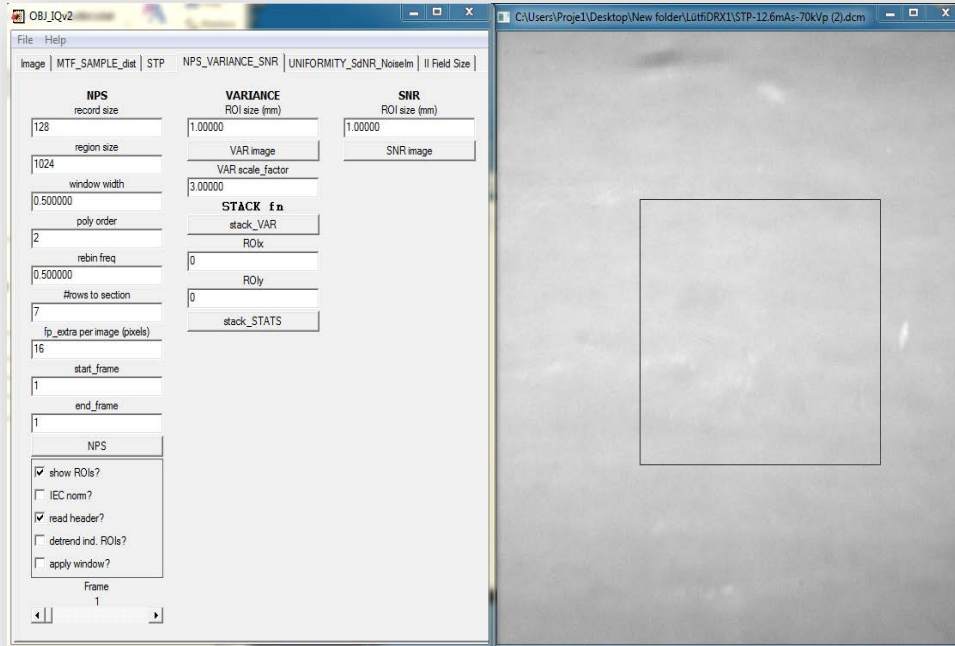 OBJ_IQv2
File Help
Image MTF_SAMPLE_dist STP NPS_VARIANCE_SNR UNIFORMITY_SdNR_NoiseIm II Field Size
NPS
record size
128
region size
1024
window width
0.500000
poly order
2
rebin freq
0.500000
#rows to section
7
fp_extra per image (pixels)
16
start_frame
1
end_frame
1
NPS
show ROIs?
IEC norm?
read header?
detrend ind. ROIs?
apply window?
Frame
1
VARIANCE
ROI size (mm)
1.00000
VAR image
VAR scale_factor
3.00000
STACK fn
stack_VAR
ROIx
0
ROIy
0
stack_STATS
SNR
ROI size (mm)
1.00000
SNR image
C:\Users\Proje1\Desktop\New folder\LütfiDRX1\STP-12.6mAs-70kVp (2).dcm